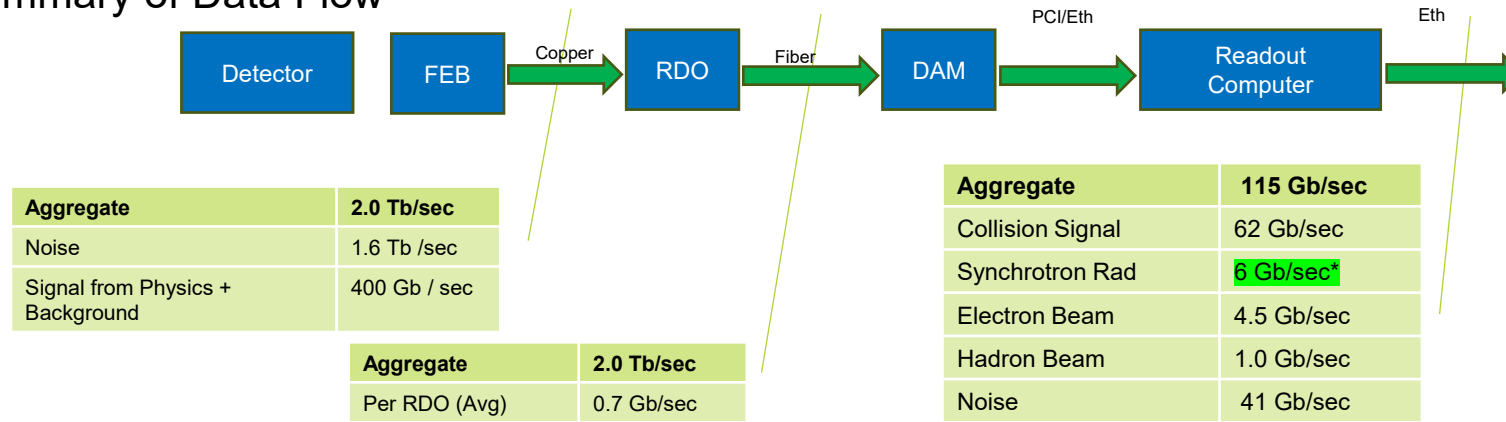 Summary of Data Flow
PCI/Eth
Eth
Copper
Fiber
Detector
FEB
RDO
DAM
Readout
Computer
Aggregate 2.0 Tb/sec
Noise 1.6 Tb /sec
Signal from Physics + 400 Gb / sec
Background
Aggregate 2.0 Tb/sec
Per RDO (Avg) 0.7 Gb/sec
Aggregate 115 Gb/sec
Collision Signal 62 Gb/sec
Synchrotron Rad 6 Gb/sec*
Electron Beam 4.5 Gb/sec
Hadron Beam 1.0 Gb/sec
Noise 41 Gb/sec